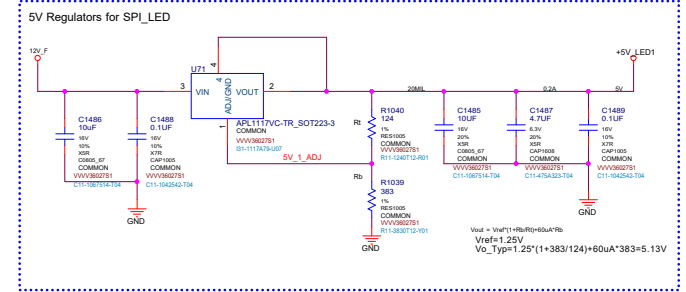 5V Regulators for SPI_LED
12V_F
+5V_LED1
U71
4
4
3
VIN
VOUT
2
ADJ/GND
1
APL1117VC-TR_SOT223-3
COMMON
VVVV36027S1
I31-1117A79-U07
5V_1_ADJ
20MIL
0.2A
5V
C1486
10uF
16V
10%
X5R
C0805_67
COMMON
VVVV36027S1
C11-1067514-T04
C1488
0.1UF
16V
10%
X7R
CAP1005
COMMON
VVVV36027S1
C11-1042542-T04
GND
Rt
R1040
124
1%
RES1005
COMMON
VVVV36027S1
R11-1240T12-R01
Rb
R1039
383
1%
RES1005
COMMON
VVVV36027S1
R11-3830T12-Y01
GND
C1485
10UF
16V
20%
X5R
C0805_67
COMMON
VVVV36027S1
C11-1067514-T04
C1487
4.7UF
6.3V
20%
X5R
CAP1608
COMMON
VVVV36027S1
C11-475A323-T04
C1489
0.1UF
16V
10%
X7R
CAP1005
COMMON
VVVV36027S1
C11-1042542-T04
GND
Vout = Vref*(1+Rb/Rt)+60uA*Rb
Vref=1.25V
Vo_Typ=1.25*(1+383/124)+60uA*383=5.13V